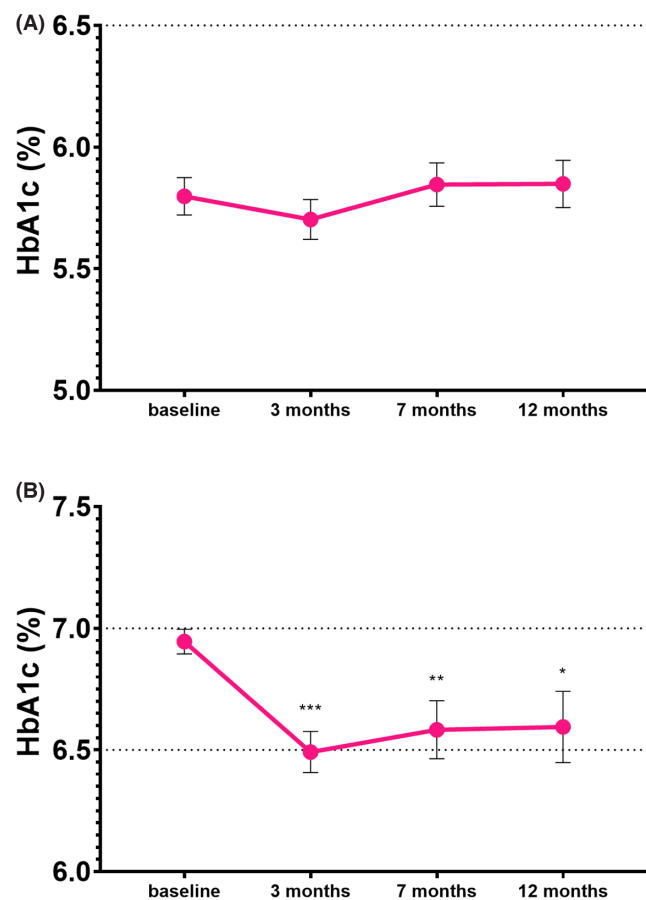 (A)
6.5
6.0
5.5
5.0
HbA1c (%)
baseline 3 months 7 months 12 months
(B)
7.5
7.0
6.5
6.0
HbA1c (%)
*** ** *
baseline 3 months 7 months 12 months